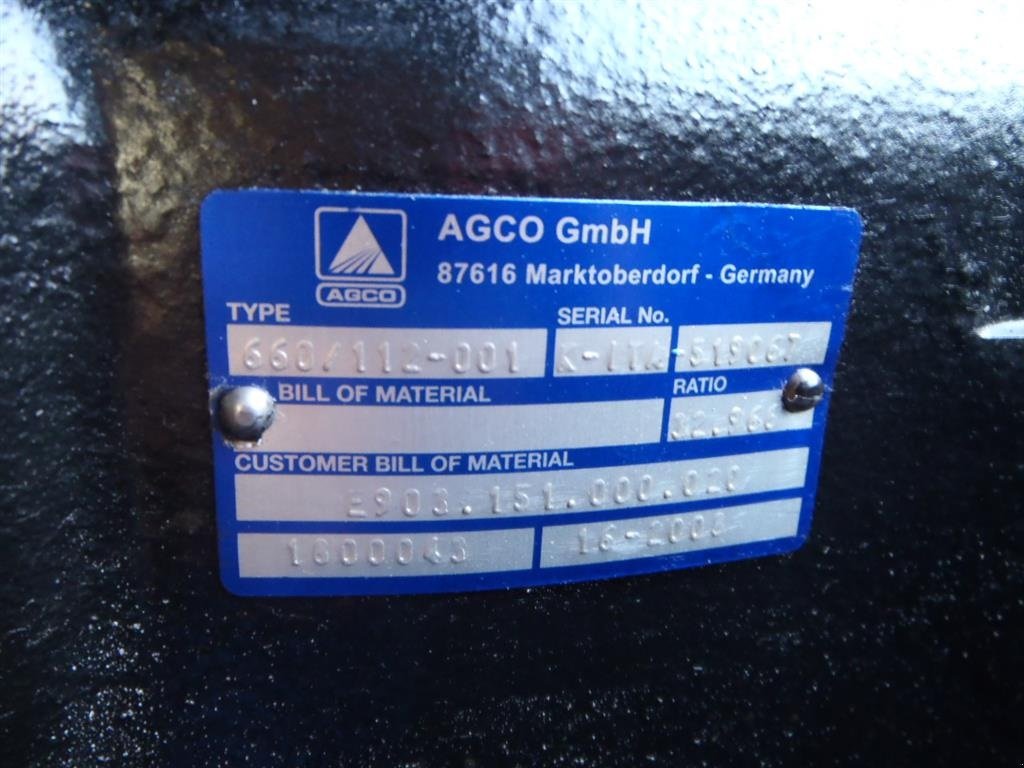 AGCO GmbH
87616 Marktoberdorf - Germany
AGCO
TYPE
SERIAL No.
660/112-001
BILL OF MATERIAL
RATIO
CUSTOMER BILL OF MATERIAL
E903.151.000.020
1600043